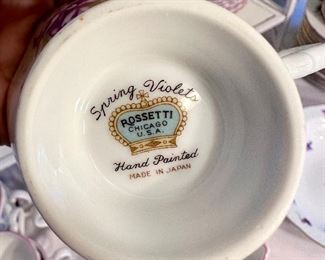 Spring Violets
ROSSETTI
CHICAGO
U.S.A.
Hand Painted
MADE IN JAPAN